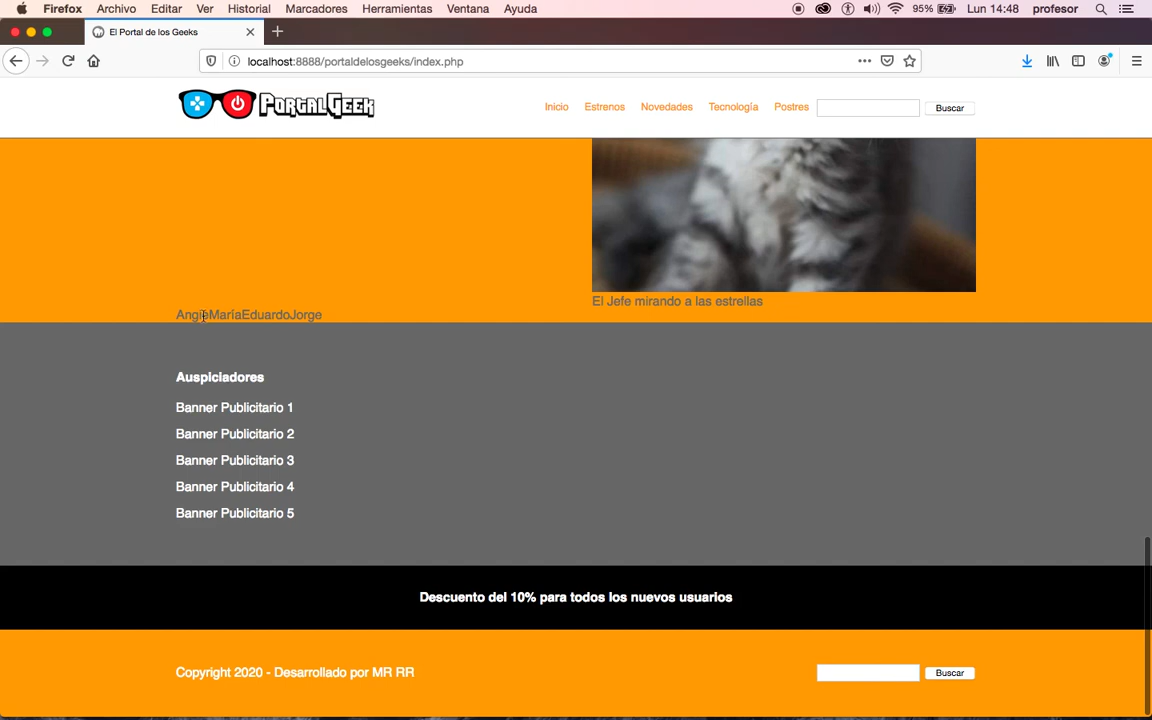 Firefox Archivo Editar Ver Historial Marcadores Herramientas Ventana Ayuda 95% Lun 14:48 profesor
El Portal de los Geeks
localhost:8888/portaldelosgeeks/index.php
PORTALGEEK Inicio Estrenos Novedades Tecnología Postres Buscar
El Jefe mirando a las estrellas
AngieMaríaEduardoJorge
Auspiciadores
Banner Publicitario 1
Banner Publicitario 2
Banner Publicitario 3
Banner Publicitario 4
Banner Publicitario 5
Descuento del 10% para todos los nuevos usuarios
Copyright 2020 - Desarrollado por MR RR Buscar